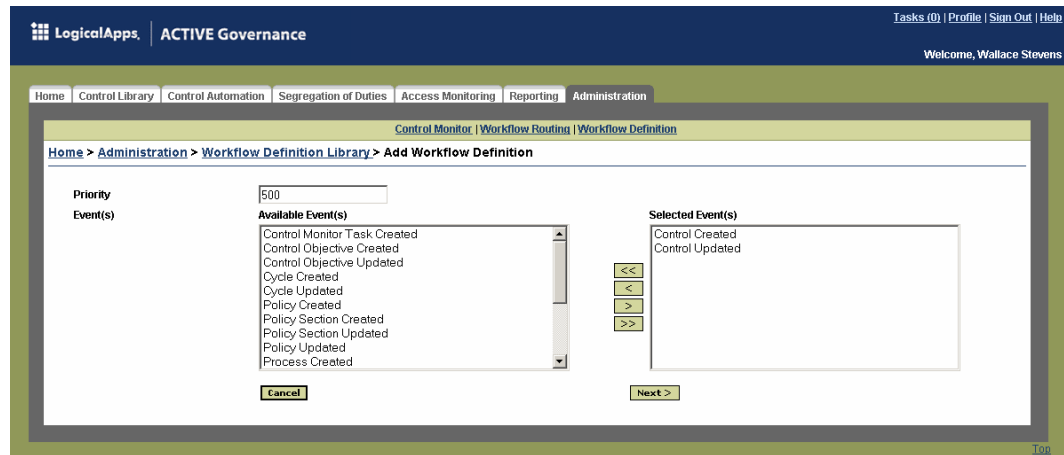 Tasks (0) | Profile | Sign Out | Help
LogicalApps. | ACTIVE Governance
Welcome, Wallace Stevens
Home Control Library Control Automation Segregation of Duties Access Monitoring Reporting Administration
Control Monitor | Workflow Routing | Workflow Definition
Home > Administration > Workflow Definition Library > Add Workflow Definition
Priority 500
Event(s) Available Event(s) Selected Event(s)
Control Monitor Task Created Control Created
Control Objective Created Control Updated
Control Objective Updated
Cycle Created <<
Cycle Updated <
Policy Created >
Policy Section Created >>
Policy Section Updated
Policy Updated
Process Created
Cancel Next >
Top